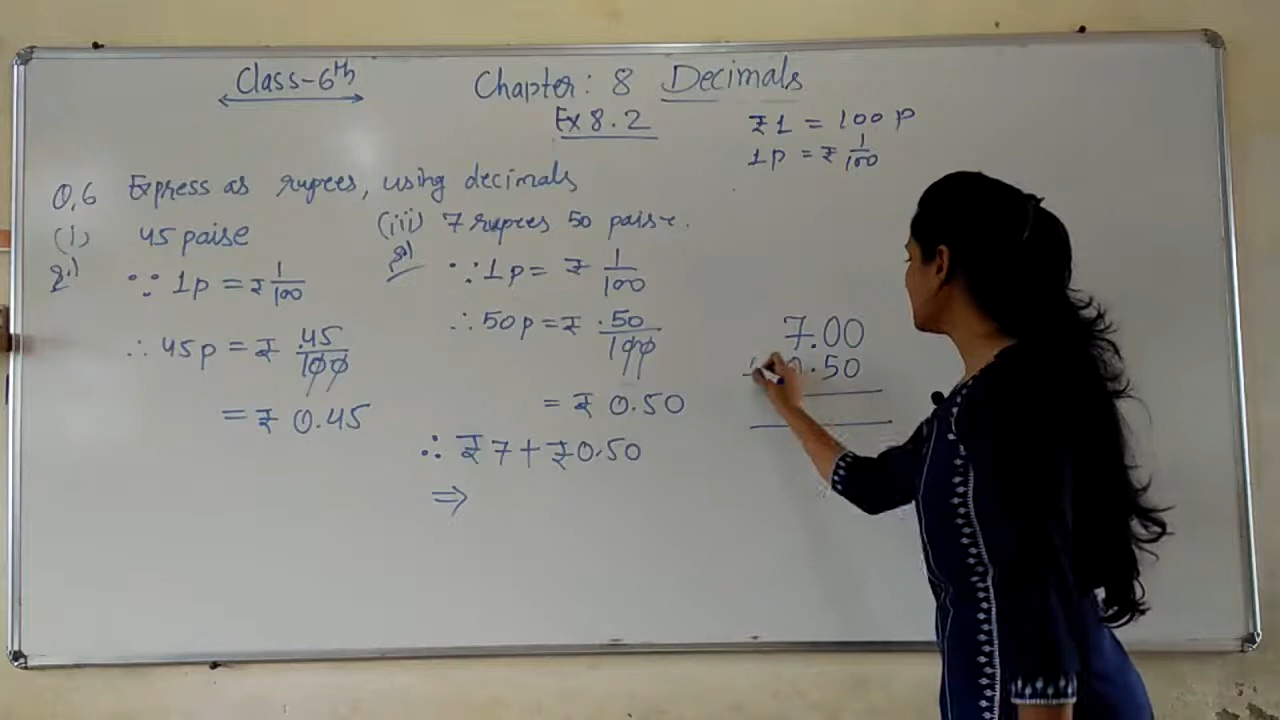 Class-6th
Chapter: 8 Decimals
Ex 8.2
₹1 = 100 p
1p = ₹ 1/100
Q.6 Express as rupees, using decimals
(i) 45 paise
∵ 1p = ₹ 1/100
∴ 45p = ₹ .45/100
= ₹ 0.45
(iii) 7 rupees 50 paise.
∵ 1p = ₹ 1/100
∴ 50p = ₹ .50/100
= ₹ 0.50
∴ ₹7 + ₹0.50
⇒
7.00
0.50